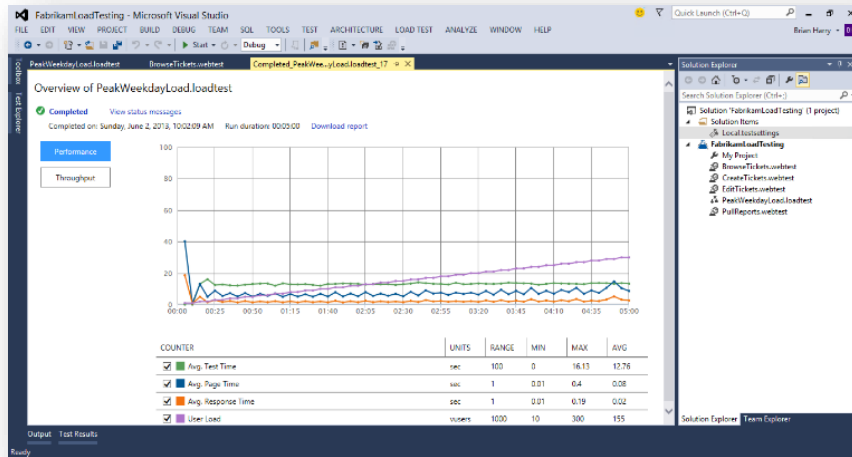 FabrikamLoadTesting - Microsoft Visual Studio
Quick Launch (Ctrl+Q)
FILE EDIT VIEW PROJECT BUILD DEBUG TEAM SQL TOOLS TEST ARCHITECTURE LOAD TEST ANALYZE WINDOW HELP
Brian Harry
B
Start
Debug
Toolbox
Test Explorer
PeakWeekdayLoad.loadtest
BrowseTickets.webtest
Completed_PeakWee...yLoad.loadtest_17
Overview of PeakWeekdayLoad.loadtest
Completed
View status messages
Completed on: Sunday, June 2, 2013, 10:02:09 AM Run duration: 00:05:00 Download report
Performance
Throughput
100
80
60
40
20
0
00:00 00:25 00:50 01:15 01:40 02:05 02:30 02:55 03:20 03:45 04:10 04:35 05:00
COUNTER UNITS RANGE MIN MAX AVG
Avg. Test Time sec 100 0 16.13 12.76
Avg. Page Time sec 1 0.01 0.4 0.08
Avg. Response Time sec 1 0.01 0.19 0.02
User Load vusers 1000 10 300 155
Solution Explorer
Search Solution Explorer (Ctrl+;)
Solution 'FabrikamLoadTesting' (1 project)
Solution Items
Local.testsettings
FabrikamLoadTesting
My Project
BrowseTickets.webtest
CreateTickets.webtest
EditTickets.webtest
PeakWeekdayLoad.loadtest
PullReports.webtest
Solution Explorer Team Explorer
Output Test Results
Ready